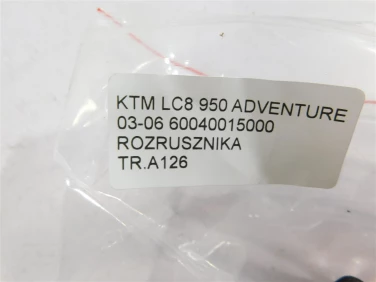 KTM LC8 950 ADVENTURE
03-06 60040015000
ROZRUSZNIKA
TR.A126